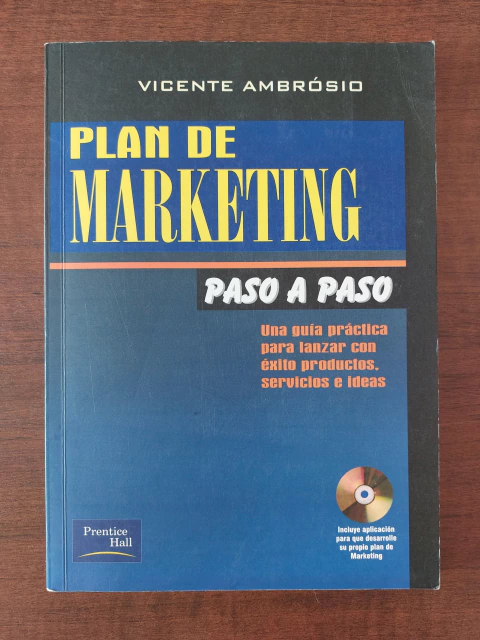 VICENTE AMBRÓSIO
PLAN DE
MARKETING
PASO A PASO
Una guía práctica
para lanzar con
éxito productos,
servicios e ideas
Prentice
Hall
Incluye aplicación
para que desarrolle
su propio plan de
Marketing